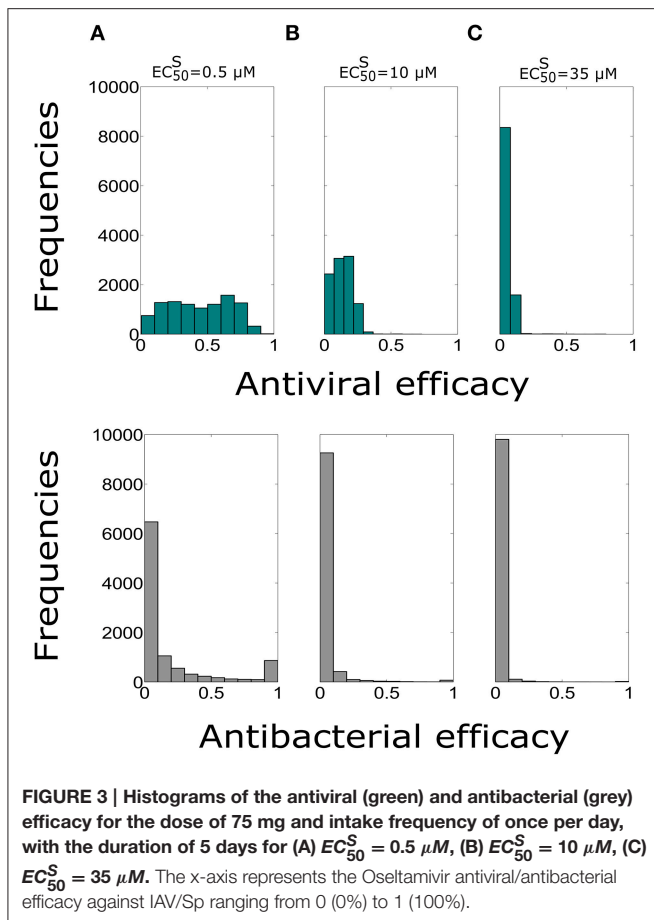 A B C
EC₅₀ˢ=0.5 µM EC₅₀ˢ=10 µM EC₅₀ˢ=35 µM
10000
8000
6000
4000
2000
0
Frequencies
0 0.5 1 0 0.5 1 0 0.5 1
Antiviral efficacy
10000
8000
6000
4000
2000
0
Frequencies
0 0.5 1 0 0.5 1 0 0.5 1
Antibacterial efficacy
FIGURE 3 | Histograms of the antiviral (green) and antibacterial (grey)
efficacy for the dose of 75 mg and intake frequency of once per day,
with the duration of 5 days for (A) EC₅₀ˢ = 0.5 µM, (B) EC₅₀ˢ = 10 µM, (C)
EC₅₀ˢ = 35 µM. The x-axis represents the Oseltamivir antiviral/antibacterial
efficacy against IAV/Sp ranging from 0 (0%) to 1 (100%).